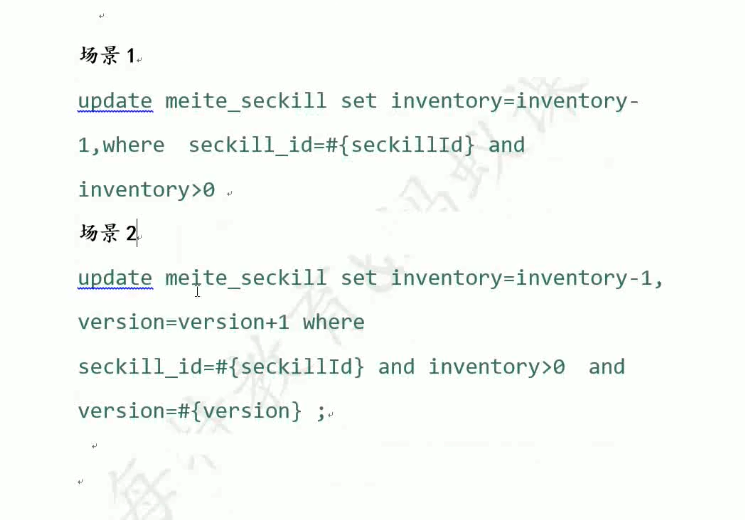 场景 1
update meite_seckill set inventory=inventory-
1,where  seckill_id=#{seckillId} and
inventory>0
场景 2
update meite_seckill set inventory=inventory-1,
version=version+1 where
seckill_id=#{seckillId} and inventory>0  and
version=#{version} ;